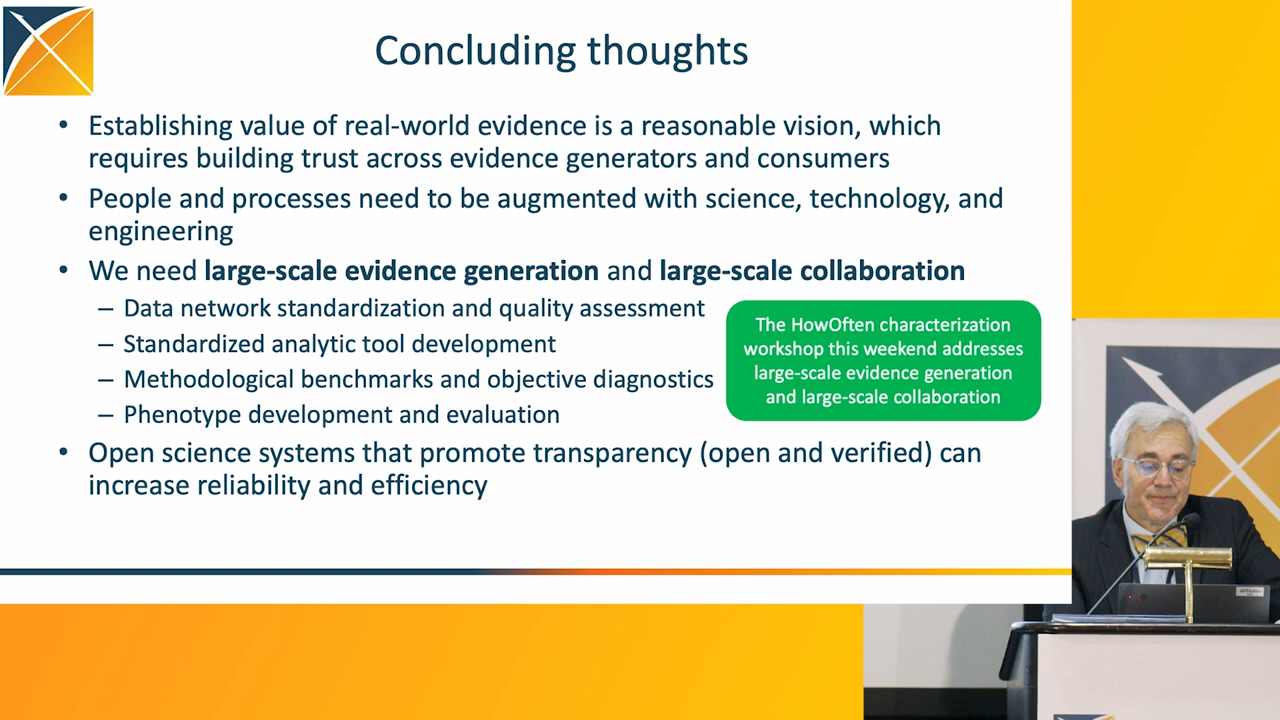 Concluding thoughts
• Establishing value of real-world evidence is a reasonable vision, which
requires building trust across evidence generators and consumers
• People and processes need to be augmented with science, technology, and
engineering
• We need large-scale evidence generation and large-scale collaboration
– Data network standardization and quality assessment
– Standardized analytic tool development
– Methodological benchmarks and objective diagnostics
– Phenotype development and evaluation
The HowOften characterization
workshop this weekend addresses
large-scale evidence generation
and large-scale collaboration
• Open science systems that promote transparency (open and verified) can
increase reliability and efficiency